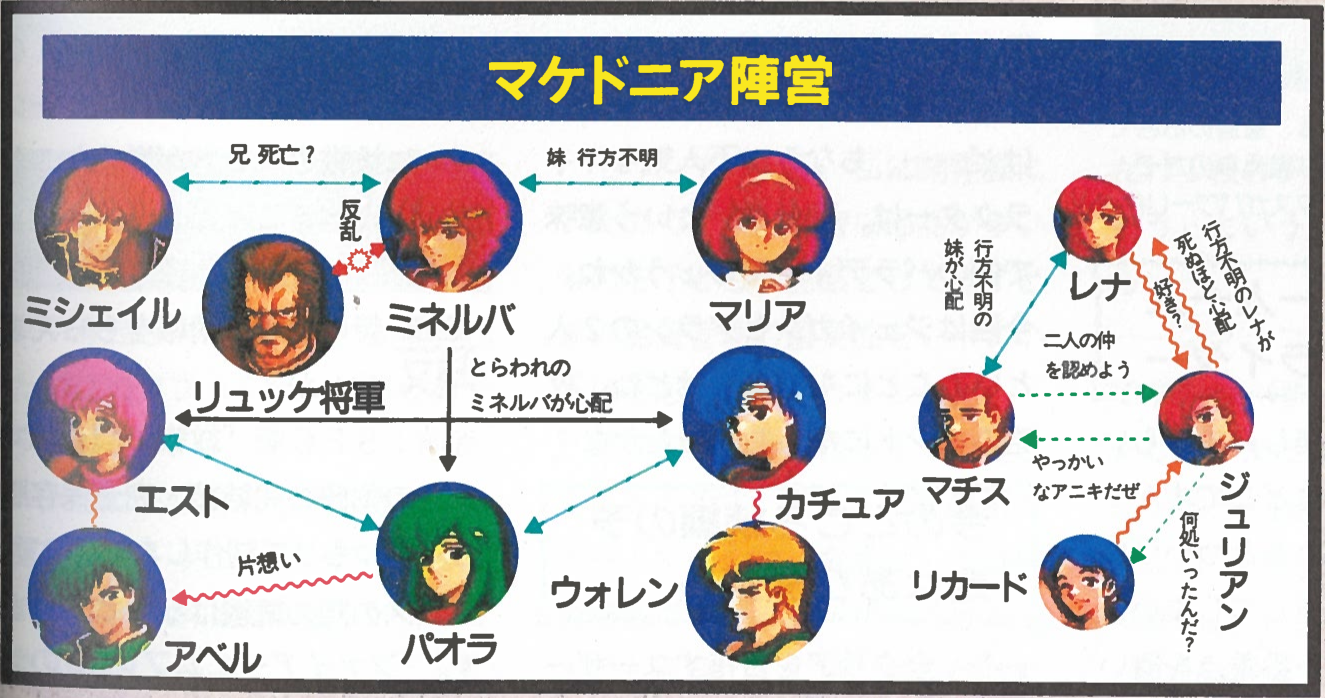 マケドニア陣営
兄 死亡？
妹 行方不明
反乱
ミシェイル
ミネルバ
マリア
リュッケ将軍
とらわれの
ミネルバが心配
エスト
カチュア
片想い
アベル
パオラ
ウォレン
レナ
行方不明の
妹が心配
好き？
行方不明のレナが
死ぬほど心配
二人の仲
を認めよう
やっかい
なアニキだぜ
マチス
ジュリアン
何処いったんだ？
リカード